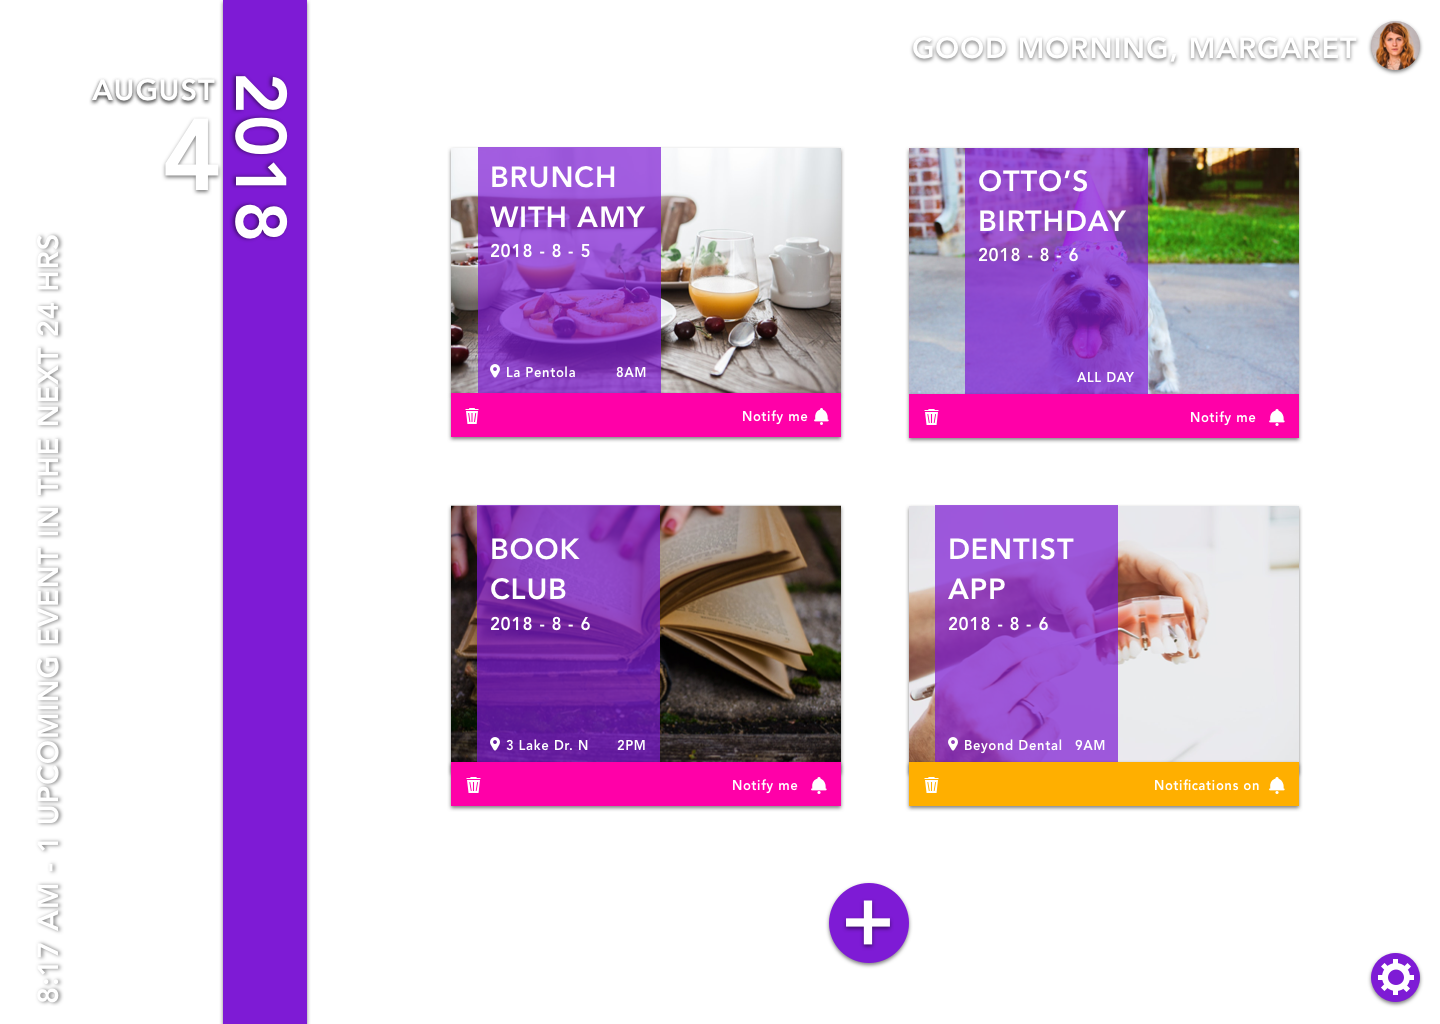 GOOD MORNING, MARGARET
AUGUST
4
2018
8:17 AM - 1 UPCOMING EVENT IN THE NEXT 24 HRS
BRUNCH
WITH AMY
2018 - 8 - 5
La Pentola 8AM
Notify me
OTTO’S
BIRTHDAY
2018 - 8 - 6
ALL DAY
Notify me
BOOK
CLUB
2018 - 8 - 6
3 Lake Dr. N 2PM
Notify me
DENTIST
APP
2018 - 8 - 6
Beyond Dental 9AM
Notifications on